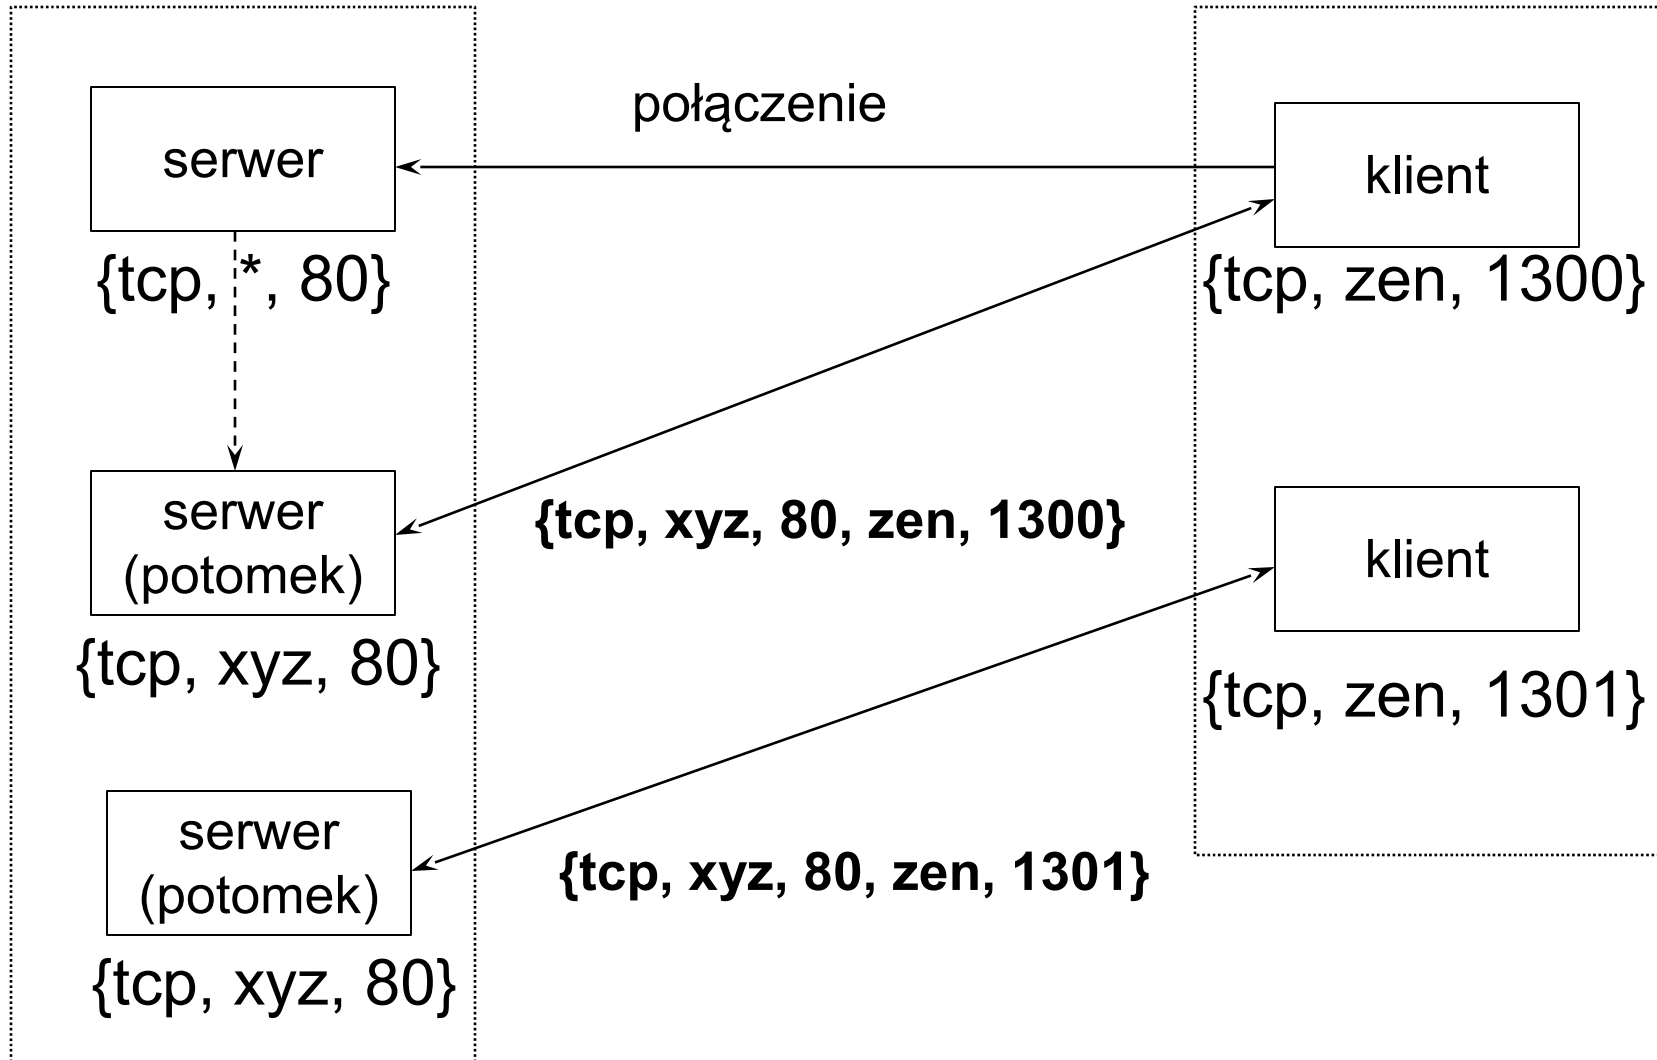 połączenie
serwer
klient
{tcp, *, 80}
{tcp, zen, 1300}
serwer
(potomek)
{tcp, xyz, 80, zen, 1300}
klient
{tcp, xyz, 80}
{tcp, zen, 1301}
serwer
(potomek)
{tcp, xyz, 80, zen, 1301}
{tcp, xyz, 80}